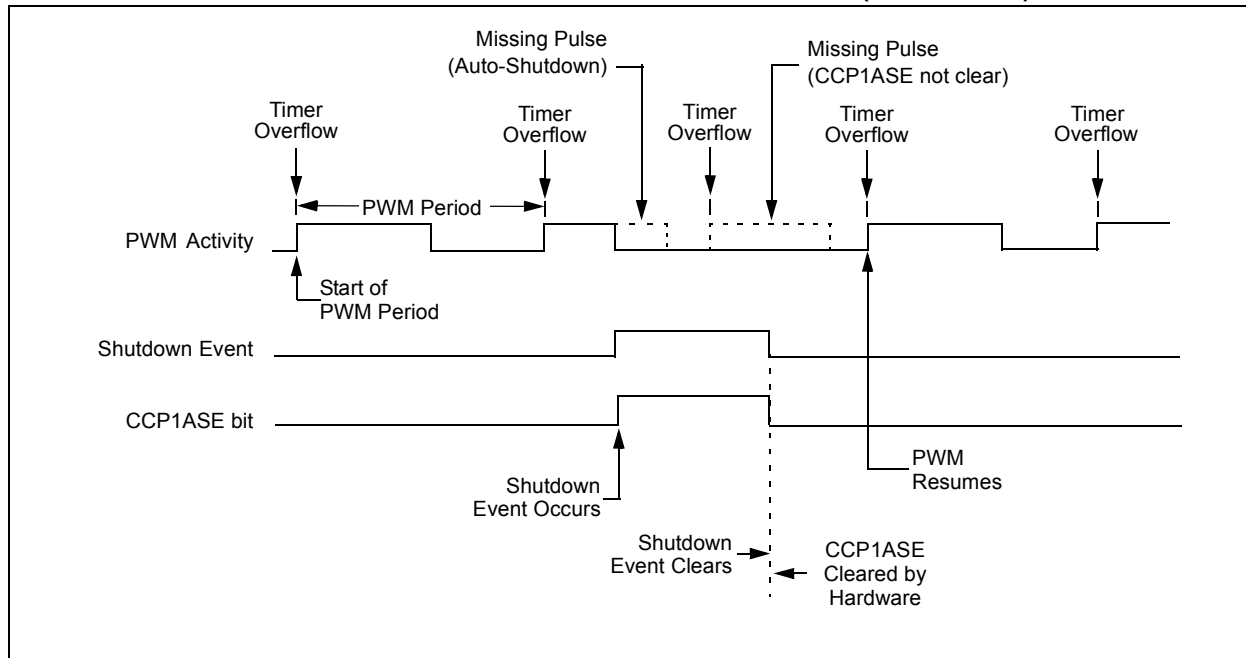 Missing Pulse
(Auto-Shutdown)
Missing Pulse
(CCP1ASE not clear)
Timer
Overflow
Timer
Overflow
Timer
Overflow
Timer
Overflow
Timer
Overflow
PWM Period
PWM Activity
Start of
PWM Period
Shutdown Event
CCP1ASE bit
Shutdown
Event Occurs
PWM
Resumes
Shutdown
Event Clears
CCP1ASE
Cleared by
Hardware